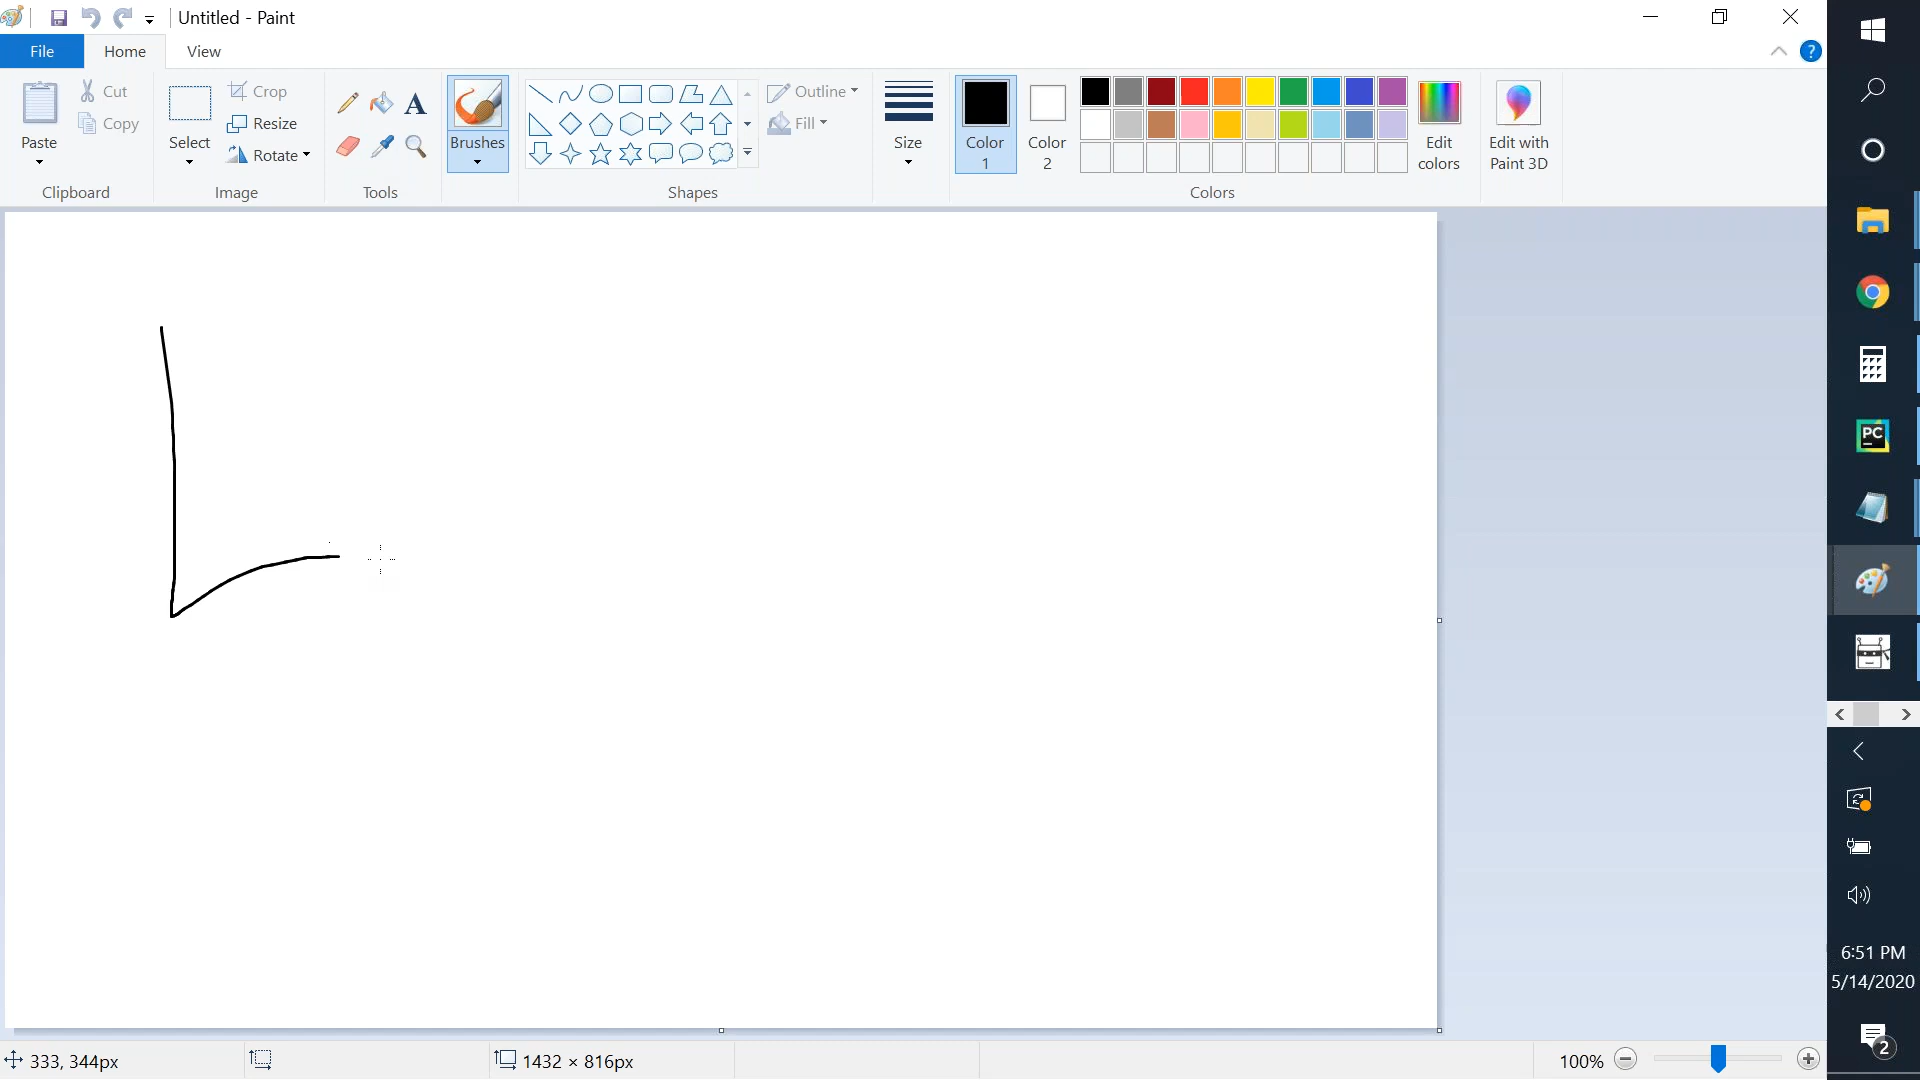 Untitled - Paint
File
Home
View
Paste
Cut
Copy
Clipboard
Select
Crop
Resize
Rotate
Image
A
Tools
Brushes
Shapes
Outline
Fill
Size
Color
1
Color
2
Edit
colors
Colors
Edit with
Paint 3D
?
PC
6:51 PM
5/14/2020
2
333, 344px
1432 × 816px
100%